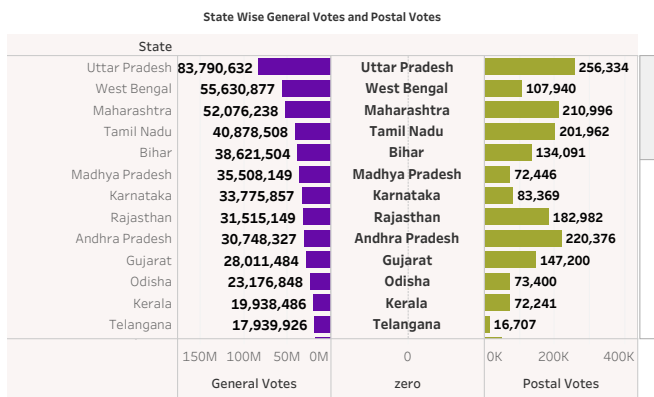 State Wise General Votes and Postal Votes
State
Uttar Pradesh 83,790,632 Uttar Pradesh 256,334
West Bengal 55,630,877 West Bengal 107,940
Maharashtra 52,076,238 Maharashtra 210,996
Tamil Nadu 40,878,508 Tamil Nadu 201,962
Bihar 38,621,504 Bihar 134,091
Madhya Pradesh 35,508,149 Madhya Pradesh 72,446
Karnataka 33,775,857 Karnataka 83,369
Rajasthan 31,515,149 Rajasthan 182,982
Andhra Pradesh 30,748,327 Andhra Pradesh 220,376
Gujarat 28,011,484 Gujarat 147,200
Odisha 23,176,848 Odisha 73,400
Kerala 19,938,486 Kerala 72,241
Telangana 17,939,926 Telangana 16,707
150M 100M 50M 0M 0 0K 200K 400K
General Votes zero Postal Votes